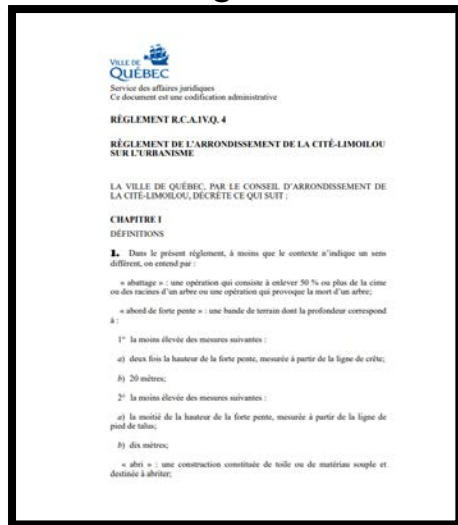 VILLE DE
QUÉBEC
Service des affaires juridiques
Ce document est une codification administrative
RÈGLEMENT R.C.A.1V.Q. 4
RÈGLEMENT DE L'ARRONDISSEMENT DE LA CITÉ-LIMOILOU
SUR L'URBANISME
LA VILLE DE QUÉBEC, PAR LE CONSEIL D'ARRONDISSEMENT DE
LA CITÉ-LIMOILOU, DÉCRÈTE CE QUI SUIT :
CHAPITRE I
DÉFINITIONS
1. Dans le présent règlement, à moins que le contexte n'indique un sens
différent, on entend par :
« abattage » : une opération qui consiste à enlever 50 % ou plus de la cime
ou des racines d'un arbre ou une opération qui provoque la mort d'un arbre;
« abord de forte pente » : une bande de terrain dont la profondeur correspond
à :
1° la moins élevée des mesures suivantes :
a) deux fois la hauteur de la forte pente, mesurée à partir de la ligne de crête;
b) 20 mètres;
2° la moins élevée des mesures suivantes :
a) la moitié de la hauteur de la forte pente, mesurée à partir de la ligne de
pied de talus;
b) dix mètres;
« abri » : une construction constituée de toile ou de matériau souple et
destinée à abriter;